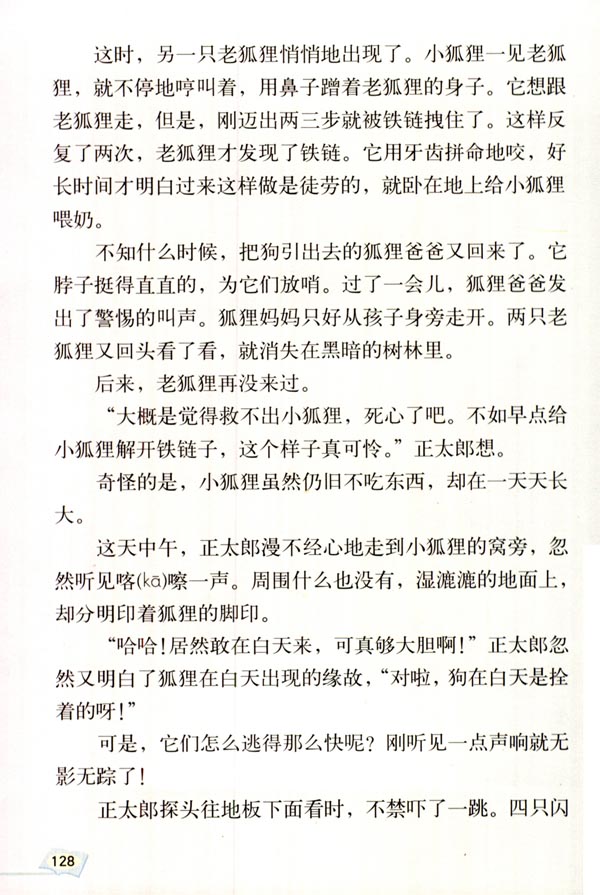 这时，另一只老狐狸悄悄地出现了。小狐狸一见老狐
狸，就不停地哼叫着，用鼻子蹭着老狐狸的身子。它想跟
老狐狸走，但是，刚迈出两三步就被铁链拽住了。这样反
复了两次，老狐狸才发现了铁链。它用牙齿拼命地咬，好
长时间才明白过来这样做是徒劳的，就卧在地上给小狐狸
喂奶。
不知什么时候，把狗引出去的狐狸爸爸又回来了。它
脖子挺得直直的，为它们放哨。过了一会儿，狐狸爸爸发
出了警惕的叫声。狐狸妈妈只好从孩子身旁走开。两只老
狐狸又回头看了看，就消失在黑暗的树林里。
后来，老狐狸再没来过。
“大概是觉得救不出小狐狸，死心了吧。不如早点给
小狐狸解开铁链子，这个样子真可怜。”正太郎想。
奇怪的是，小狐狸虽然仍旧不吃东西，却在一天天长
大。
这天中午，正太郎漫不经心地走到小狐狸的窝旁，忽
然听见喀(kā)嚓一声。周围什么也没有，湿漉漉的地面上，
却分明印着狐狸的脚印。
“哈哈！居然敢在白天来，可真够大胆啊！”正太郎忽
然又明白了狐狸在白天出现的缘故，“对啦，狗在白天是拴
着的呀！”
可是，它们怎么逃得那么快呢？刚听见一点声响就无
影无踪了！
正太郎探头往地板下面看时，不禁吓了一跳。四只闪
128